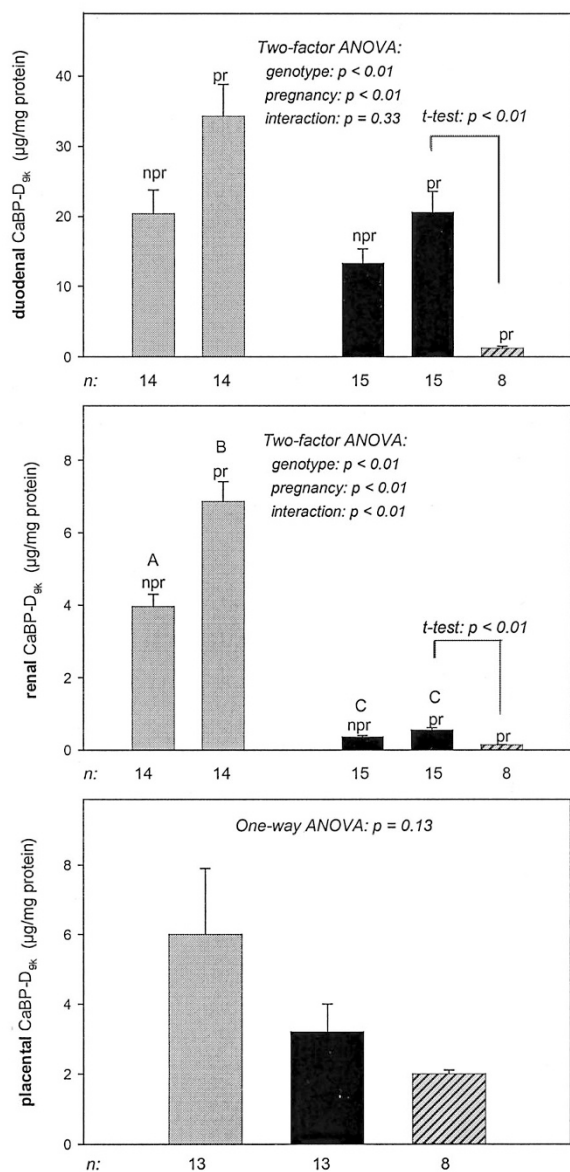 duodenal CaBP-D9k (µg/mg protein)
40
30
20
10
0
Two-factor ANOVA:
genotype: p < 0.01
pregnancy: p < 0.01
interaction: p = 0.33
t-test: p < 0.01
npr
pr
npr
pr
pr
n: 14 14 15 15 8
renal CaBP-D9k (µg/mg protein)
8
6
4
2
0
Two-factor ANOVA:
genotype: p < 0.01
pregnancy: p < 0.01
interaction: p < 0.01
t-test: p < 0.01
A
npr
B
pr
C
npr
C
pr
pr
n: 14 14 15 15 8
placental CaBP-D9k (µg/mg protein)
8
6
4
2
0
One-way ANOVA: p = 0.13
n: 13 13 8